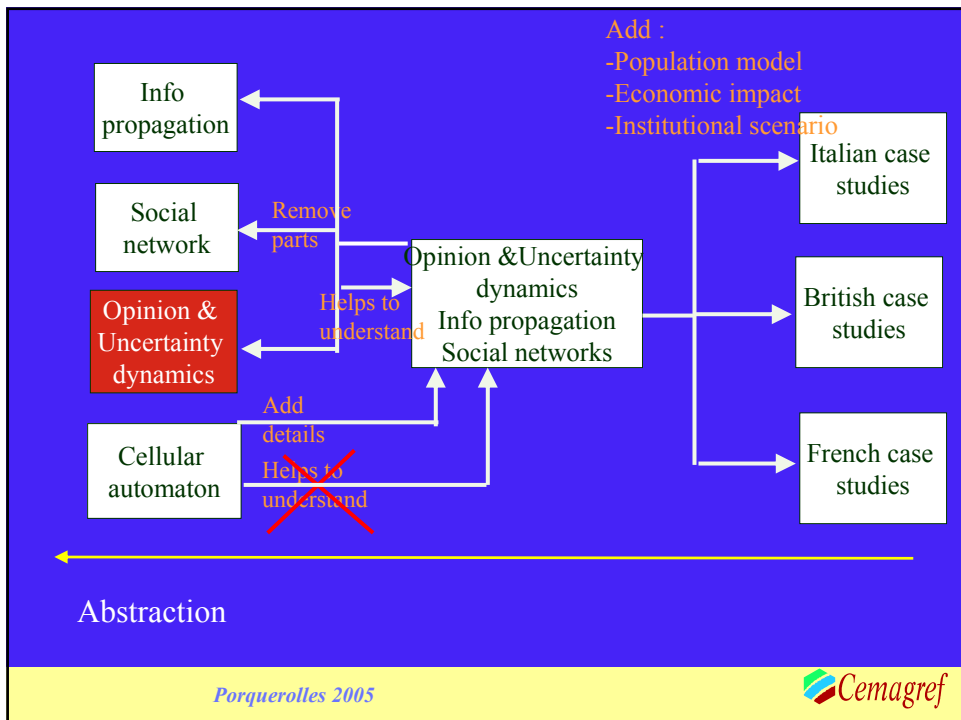 Add :
-Population model
-Economic impact
-Institutional scenario
Info
propagation
Social
network
Opinion &
Uncertainty
dynamics
Cellular
automaton
Remove
parts
Helps to
understand
Add
details
Helps to
understand
Opinion &Uncertainty
dynamics
Info propagation
Social networks
Italian case
studies
British case
studies
French case
studies
Abstraction
Porquerolles 2005
Cemagref